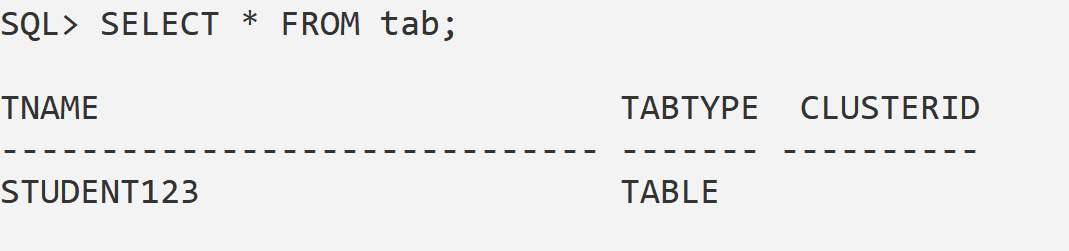 SQL> SELECT * FROM tab;
TNAME                          TABTYPE  CLUSTERID
------------------------------ ------- ----------
STUDENT123                     TABLE